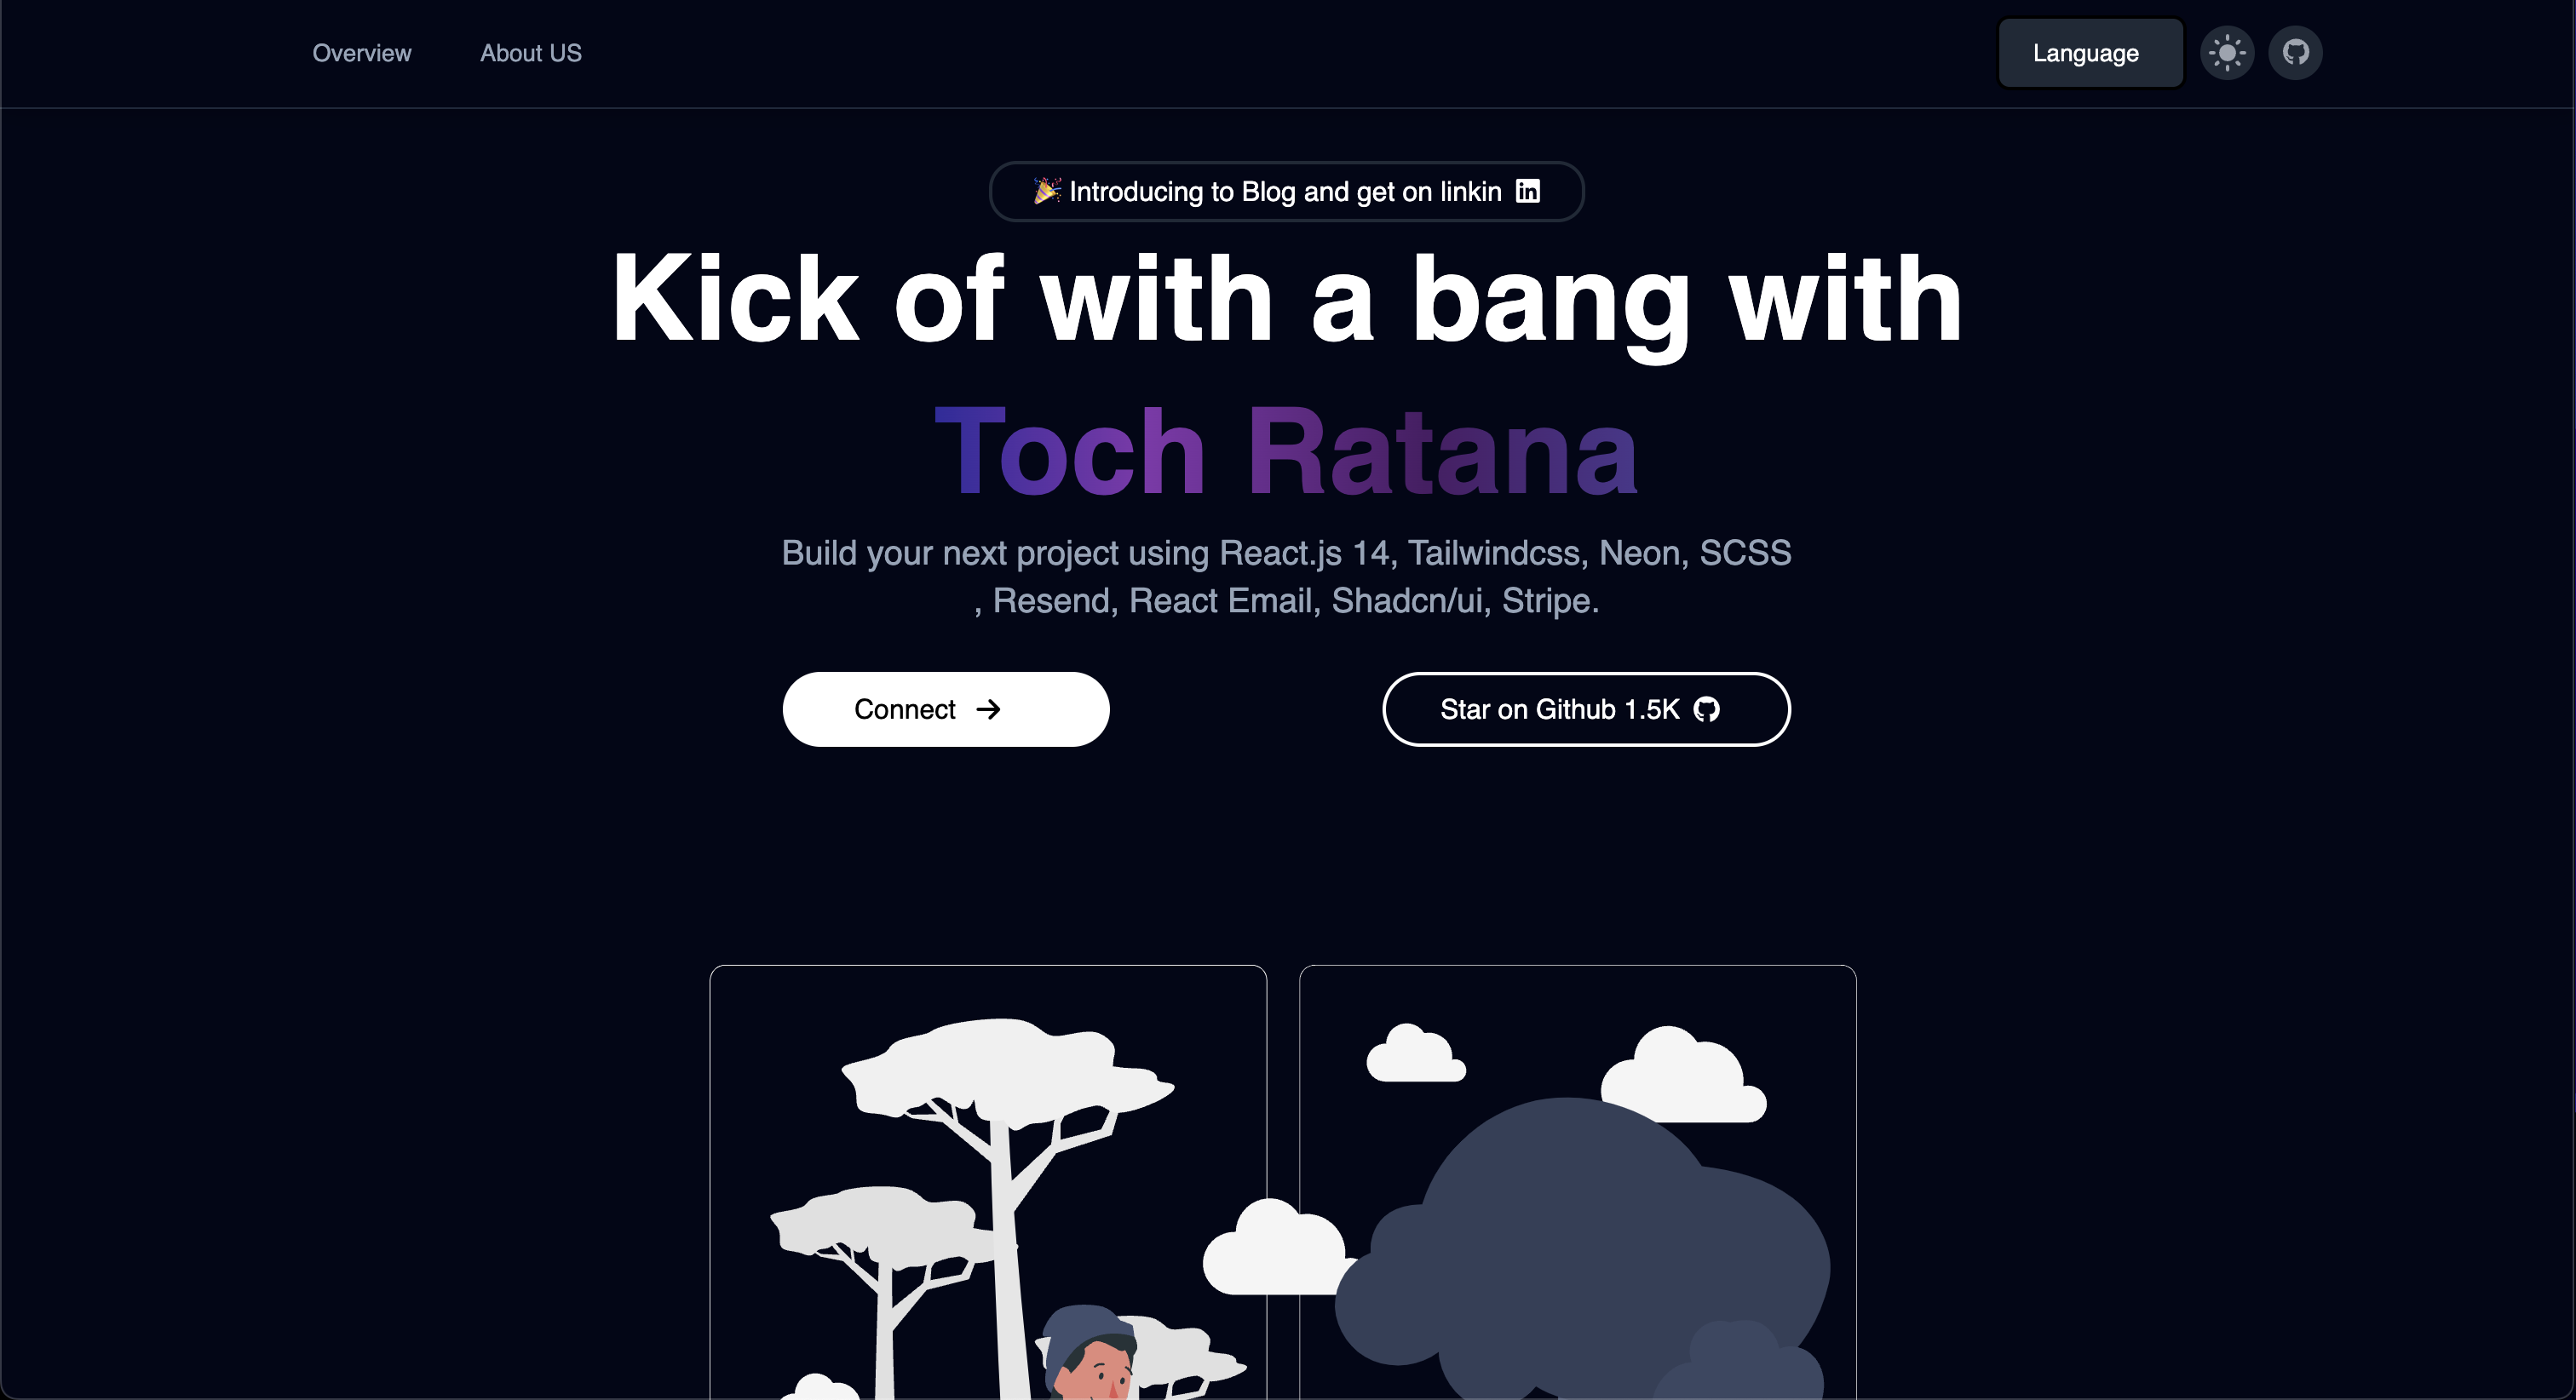 Overview
About US
Language
🎉 Introducing to Blog and get on linkin in
Kick of with a bang with
Toch Ratana
Build your next project using React.js 14, Tailwindcss, Neon, SCSS
, Resend, React Email, Shadcn/ui, Stripe.
Connect →
Star on Github 1.5K